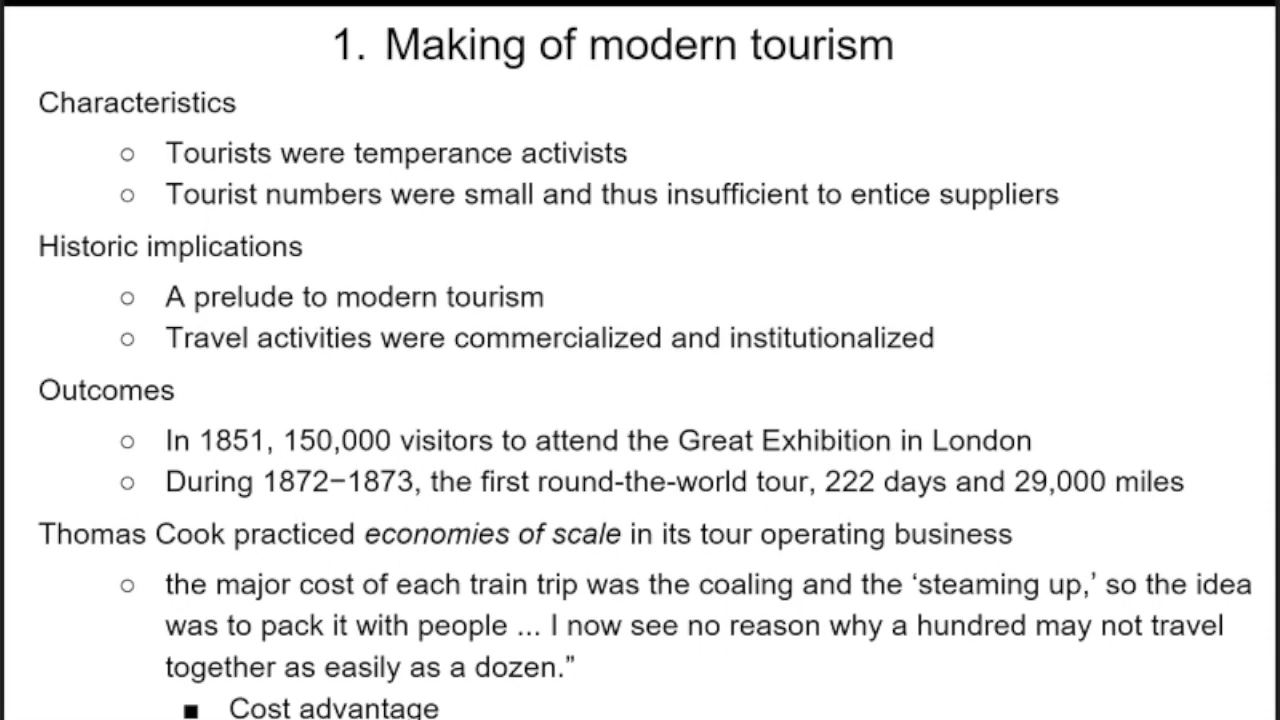 1. Making of modern tourism
Characteristics
○ Tourists were temperance activists
○ Tourist numbers were small and thus insufficient to entice suppliers
Historic implications
○ A prelude to modern tourism
○ Travel activities were commercialized and institutionalized
Outcomes
○ In 1851, 150,000 visitors to attend the Great Exhibition in London
○ During 1872−1873, the first round-the-world tour, 222 days and 29,000 miles
Thomas Cook practiced economies of scale in its tour operating business
○ the major cost of each train trip was the coaling and the ‘steaming up,’ so the idea
was to pack it with people ... I now see no reason why a hundred may not travel
together as easily as a dozen.”
■ Cost advantage